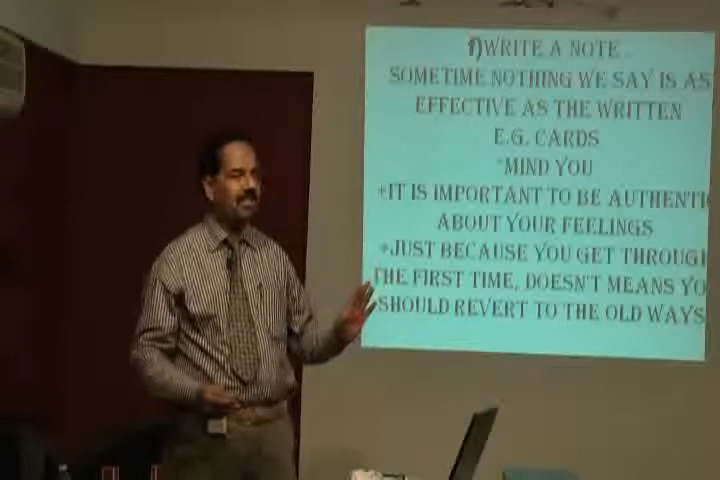 f)WRITE A NOTE
SOMETIME NOTHING WE SAY IS AS
EFFECTIVE AS THE WRITTEN
E.G. CARDS
*MIND YOU
+IT IS IMPORTANT TO BE AUTHENTI
ABOUT YOUR FEELINGS
+JUST BECAUSE YOU GET THROUGH
THE FIRST TIME, DOESN'T MEANS YO
SHOULD REVERT TO THE OLD WAYS